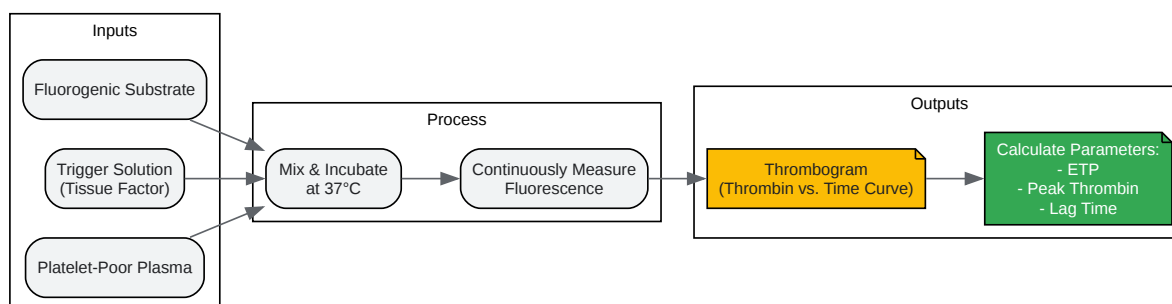 Inputs
Fluorogenic Substrate
Trigger Solution
(Tissue Factor)
Platelet-Poor Plasma
Process
Mix & Incubate
at 37°C
Continuously Measure
Fluorescence
Outputs
Thrombogram
(Thrombin vs. Time Curve)
Calculate Parameters:
- ETP
- Peak Thrombin
- Lag Time